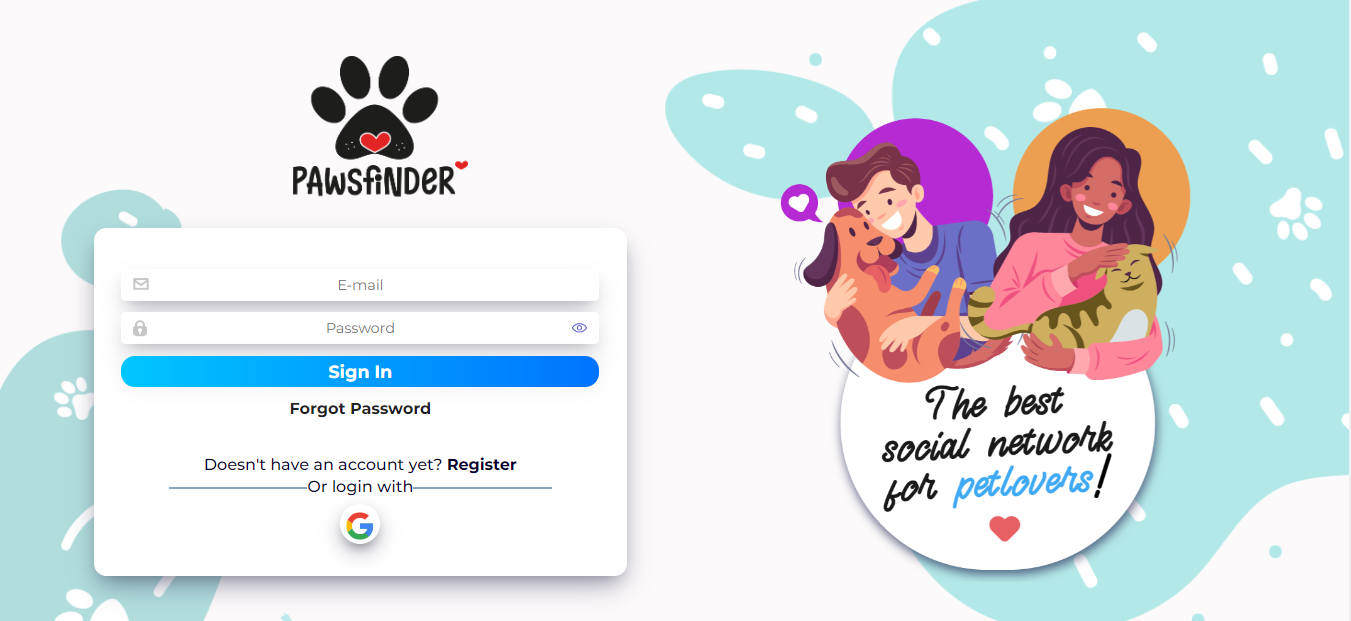 PAWSfiNDER
E-mail
Password
Sign In
Forgot Password
Doesn't have an account yet? Register
Or login with
G
The best
social network
for petlovers!